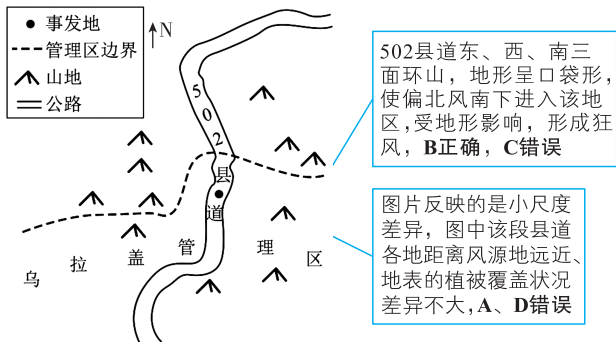 事发地
管理区边界
山地
公路
N
502县道
乌拉盖管理区
502县道东、西、南三
面环山，地形呈口袋形，
使偏北风南下进入该地
区，受地形影响，形成狂
风，B正确，C错误
图片反映的是小尺度
差异，图中该段县道
各地距离风源地远近、
地表的植被覆盖状况
差异不大，A、D错误